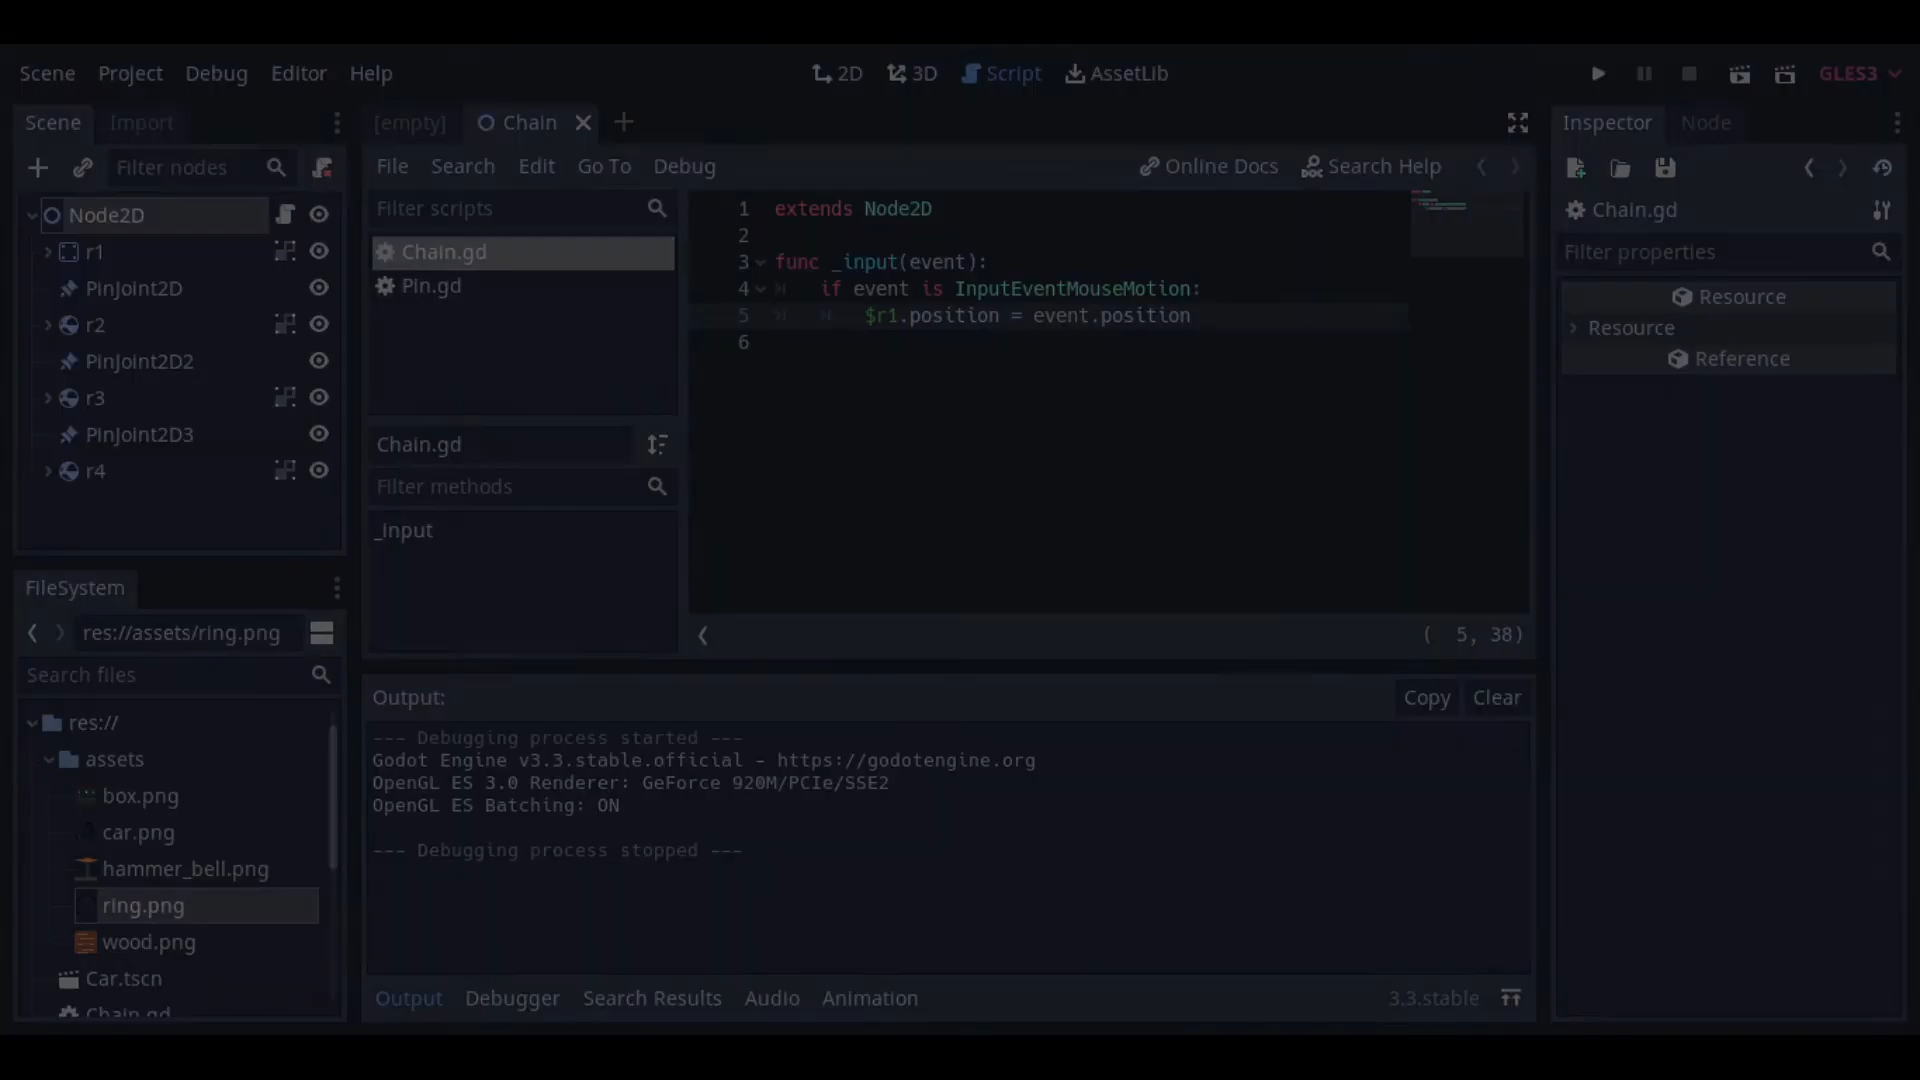 Scene Project Debug Editor Help 2D 3D Script AssetLib GLES3
Scene Import
[empty] Chain
Inspector Node
Filter nodes
File Search Edit Go To Debug Online Docs Search Help
Node2D
r1
PinJoint2D
r2
PinJoint2D2
r3
PinJoint2D3
r4
Filter scripts
Chain.gd
Pin.gd
Chain.gd
Filter methods
_input
1 extends Node2D
2
3 func _input(event):
4 if event is InputEventMouseMotion:
5 $r1.position = event.position
6
( 5, 38)
Chain.gd
Filter properties
Resource
Resource
Reference
FileSystem
res://assets/ring.png
Search files
res://
assets
box.png
car.png
hammer_bell.png
ring.png
wood.png
Car.tscn
Chain.gd
Output: Copy Clear
--- Debugging process started ---
Godot Engine v3.3.stable.official - https://godotengine.org
OpenGL ES 3.0 Renderer: GeForce 920M/PCIe/SSE2
OpenGL ES Batching: ON
--- Debugging process stopped ---
Output Debugger Search Results Audio Animation 3.3.stable